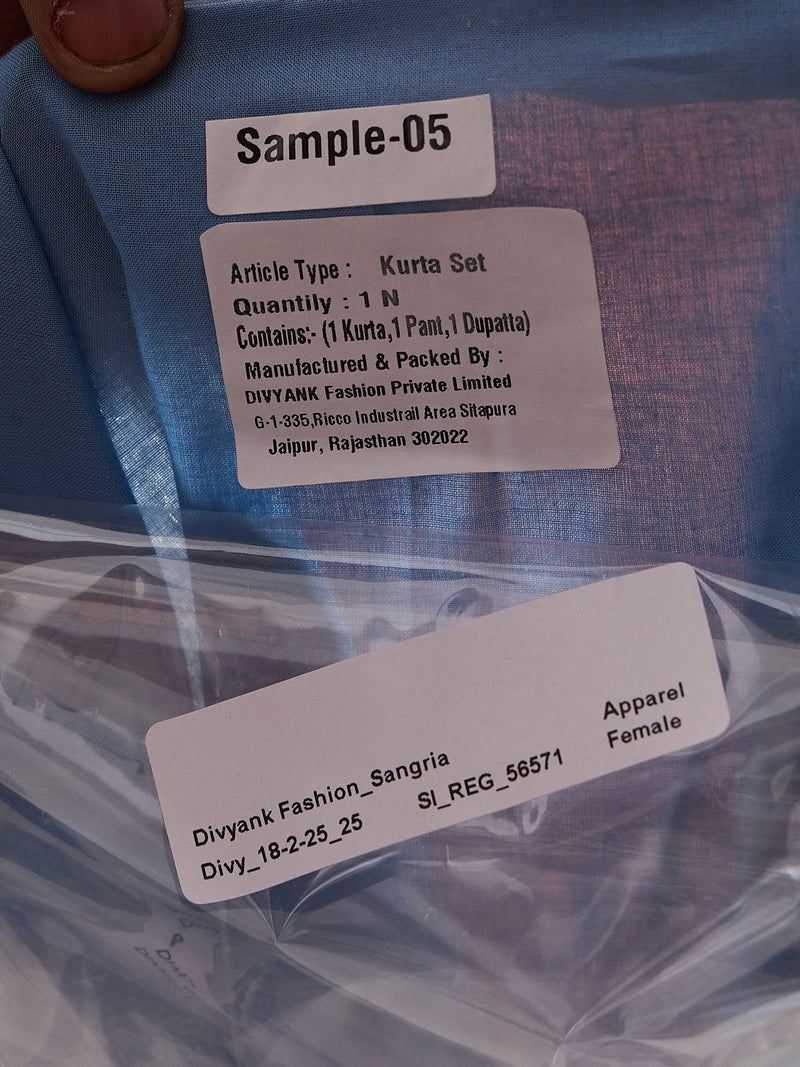 Sample-05
Article Type : Kurta Set
Quantily : 1 N
Contains:- (1 Kurta,1 Pant,1 Dupatta)
Manufactured & Packed By :
DIVYANK Fashion Private Limited
G-1-335,Ricco Industrail Area Sitapura
Jaipur, Rajasthan 302022
Apparel
Female
Divyank Fashion_Sangria
Divy_18-2-25_25 SI_REG_56571